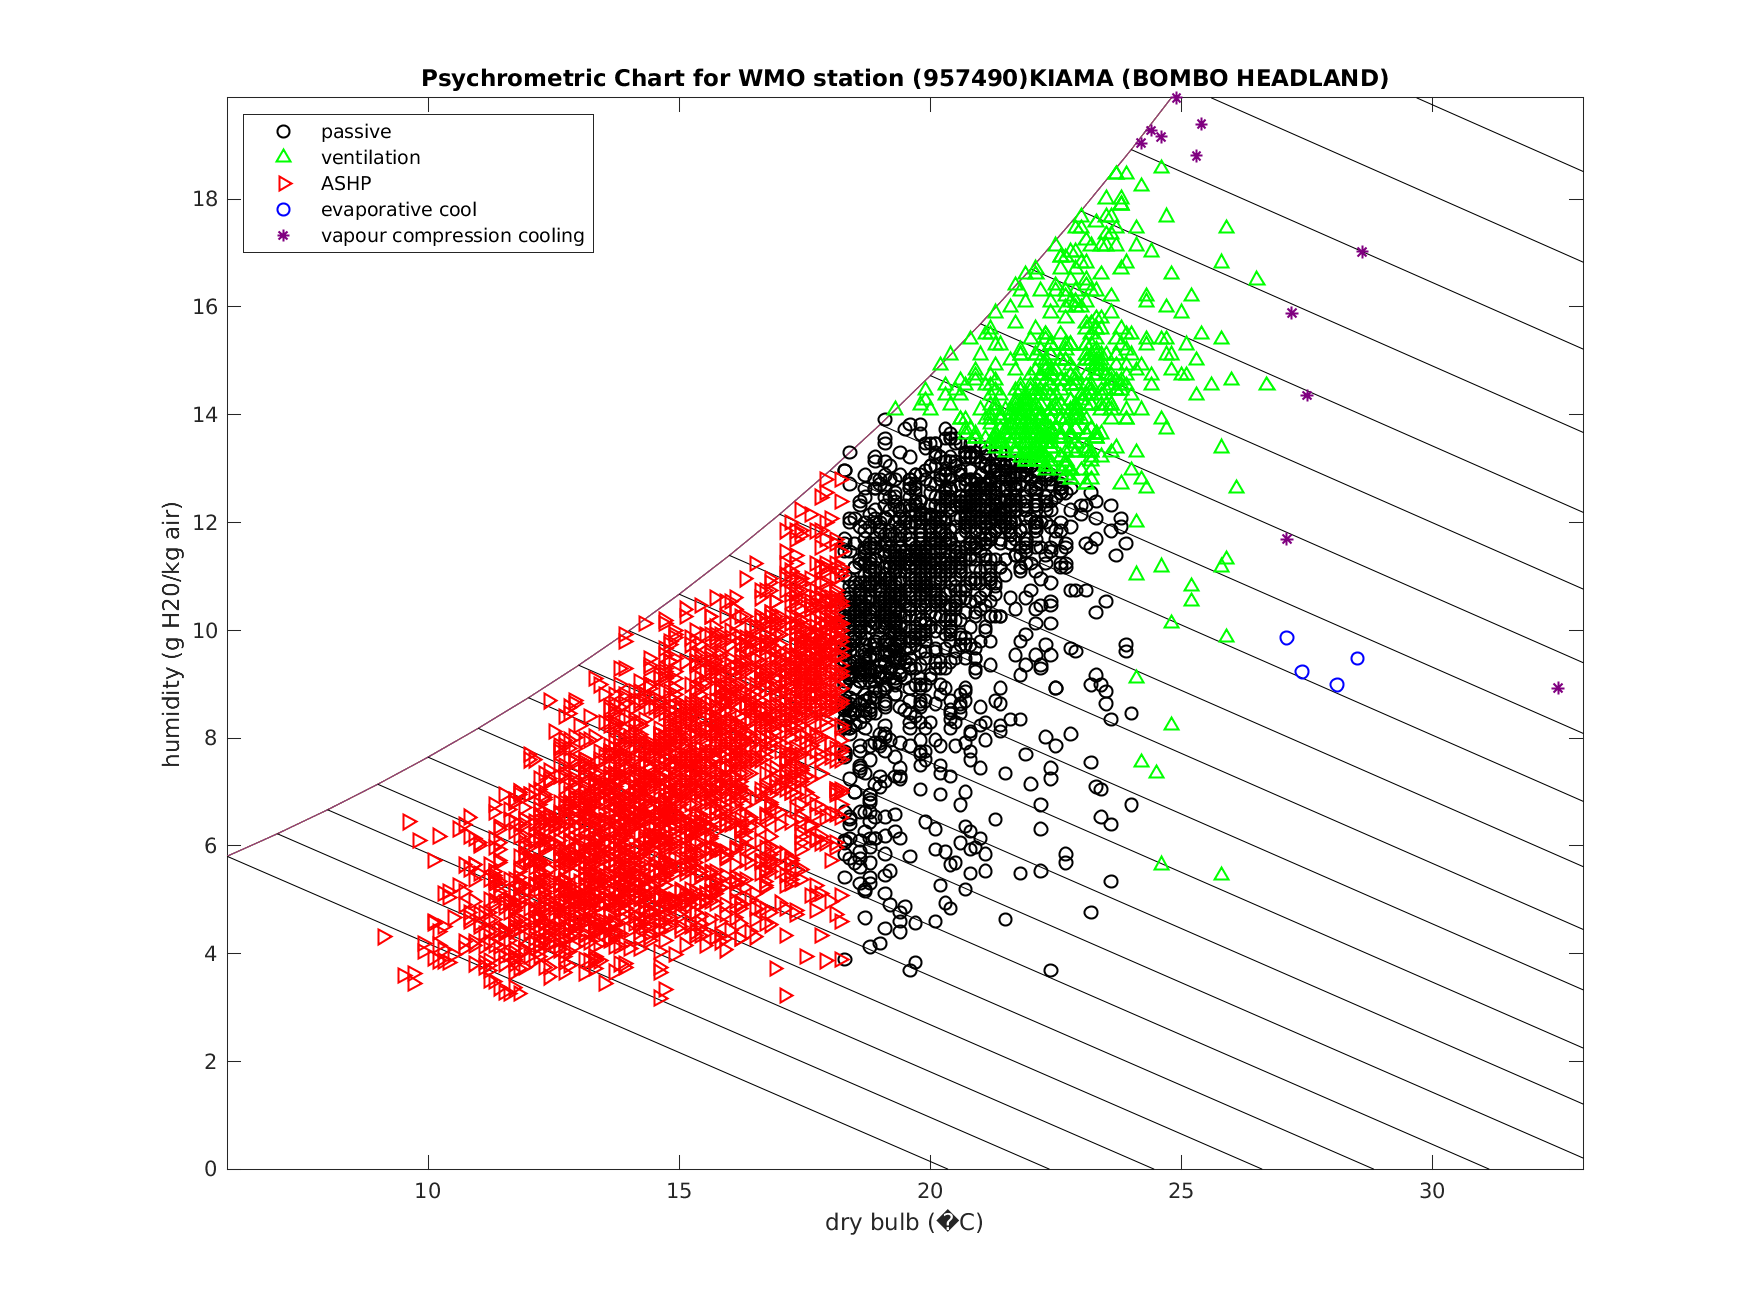 Psychrometric Chart for WMO station (957490)KIAMA (BOMBO HEADLAND)
passive
ventilation
ASHP
evaporative cool
vapour compression cooling
humidity (g H20/kg air)
18
16
14
12
10
8
6
4
2
0
10 15 20 25 30
dry bulb (�C)